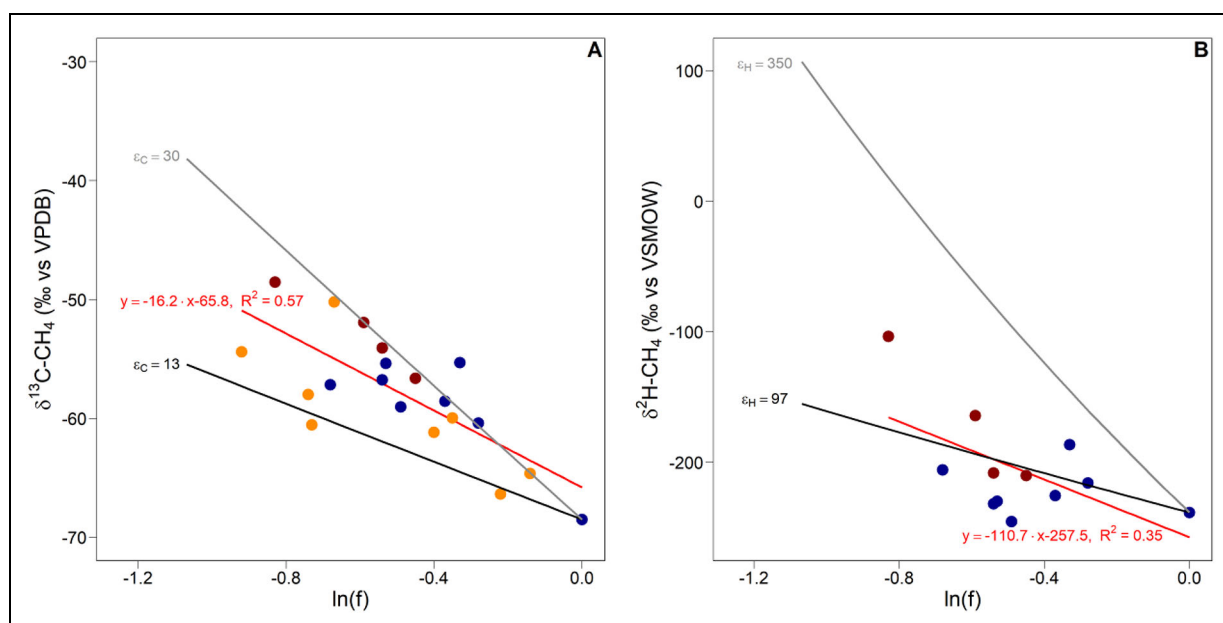 A
-30
-40
-50
-60
-70
δ¹³C-CH₄ (‰ vs VPDB)
εC = 30
y = -16.2·x-65.8, R² = 0.57
εC = 13
-1.2
-0.8
-0.4
0.0
ln(f)
B
100
0
-100
-200
δ²H-CH₄ (‰ vs VSMOW)
εH = 350
εH = 97
y = -110.7·x-257.5, R² = 0.35
-1.2
-0.8
-0.4
0.0
ln(f)